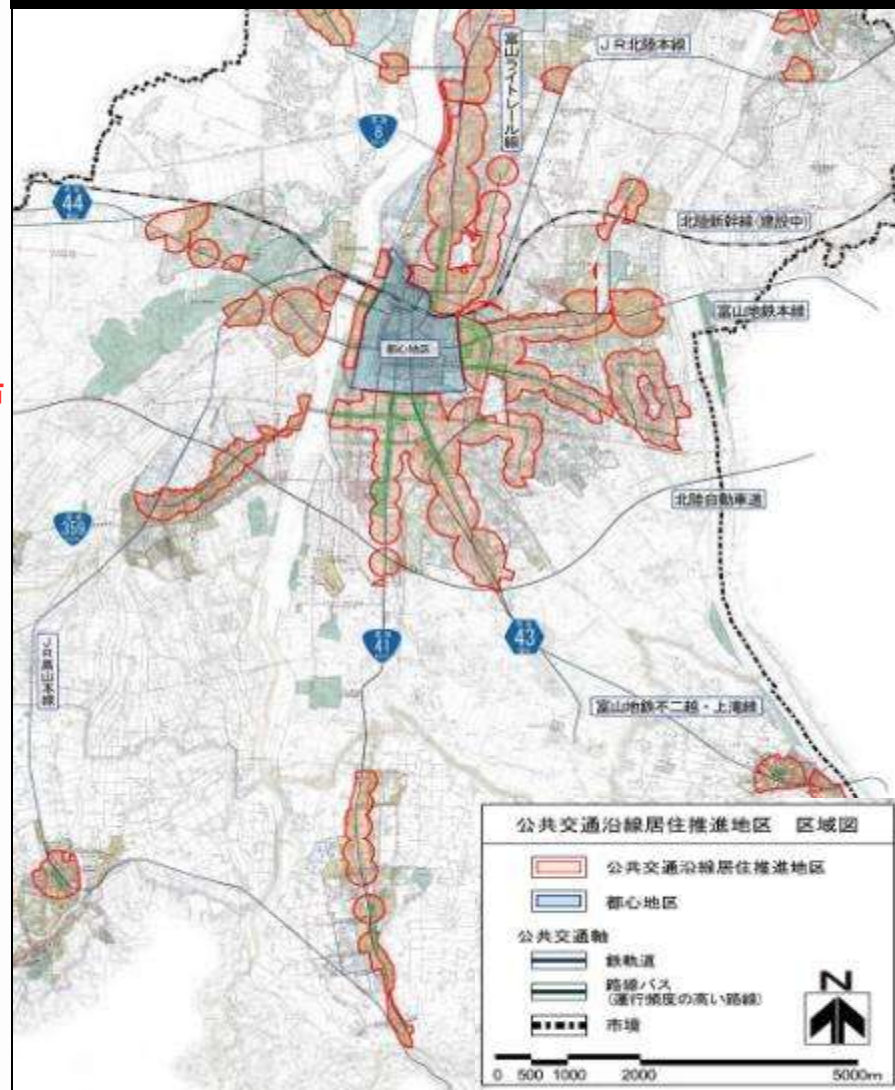 JR北陸本線
富山ライトレール線
8
44
北陸新幹線(建設中)
富山地鉄本線
都心地区
北陸自動車道
359
41
43
JR高山本線
富山地鉄不二越・上滝線
公共交通沿線居住推進地区 区域図
公共交通沿線居住推進地区
都心地区
公共交通軸
鉄軌道
路線バス
(運行頻度の高い路線)
市境
N
0 500 1000 2000 5000m